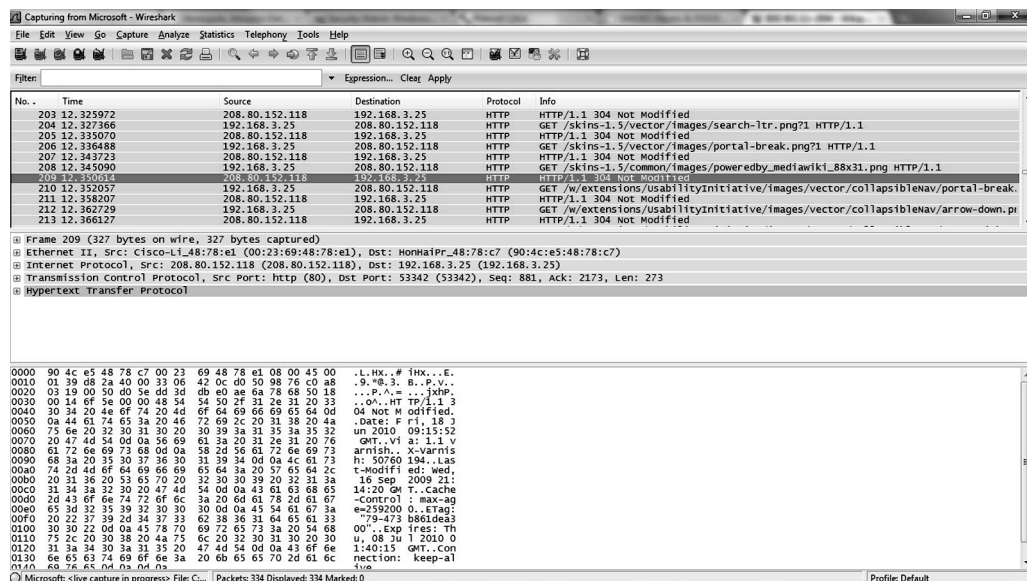 Capturing from Microsoft - Wireshark
File Edit View Go Capture Analyze Statistics Telephony Tools Help
Filter: Expression... Clear Apply
No. . Time Source Destination Protocol Info
203 12.325972 208.80.152.118 192.168.3.25 HTTP HTTP/1.1 304 Not Modified
204 12.327366 192.168.3.25 208.80.152.118 HTTP GET /skins-1.5/vector/images/search-ltr.png?1 HTTP/1.1
205 12.335070 208.80.152.118 192.168.3.25 HTTP HTTP/1.1 304 Not Modified
206 12.336488 192.168.3.25 208.80.152.118 HTTP GET /skins-1.5/vector/images/portal-break.png?1 HTTP/1.1
207 12.343723 208.80.152.118 192.168.3.25 HTTP HTTP/1.1 304 Not Modified
208 12.345090 192.168.3.25 208.80.152.118 HTTP GET /skins-1.5/common/images/poweredby_mediawiki_88x31.png HTTP/1.1
209 12.350614 208.80.152.118 192.168.3.25 HTTP HTTP/1.1 304 Not Modified
210 12.352057 192.168.3.25 208.80.152.118 HTTP GET /w/extensions/UsabilityInitiative/images/vector/collapsibleNav/portal-break.
211 12.358207 208.80.152.118 192.168.3.25 HTTP HTTP/1.1 304 Not Modified
212 12.362729 192.168.3.25 208.80.152.118 HTTP GET /w/extensions/UsabilityInitiative/images/vector/collapsibleNav/arrow-down.pr
213 12.366127 208.80.152.118 192.168.3.25 HTTP HTTP/1.1 304 Not Modified
Frame 209 (327 bytes on wire, 327 bytes captured)
Ethernet II, Src: Cisco-Li_48:78:e1 (00:23:69:48:78:e1), Dst: HonHaiPr_48:78:c7 (90:4c:e5:48:78:c7)
Internet Protocol, Src: 208.80.152.118 (208.80.152.118), Dst: 192.168.3.25 (192.168.3.25)
Transmission Control Protocol, Src Port: http (80), Dst Port: 53342 (53342), Seq: 881, Ack: 2173, Len: 273
Hypertext Transfer Protocol
0000 90 4c e5 48 78 c7 00 23 69 48 78 e1 08 00 45 00 .L.Hx..# iHx...E.
0010 01 39 d8 2a 40 00 33 06 42 0c d0 50 98 76 c0 a8 .9.*@.3. B..P.v..
0020 03 19 00 50 d0 5e dd 3d db e0 ae 6a 78 68 50 18 ...P.^.= ...jxhP.
0030 00 14 6f 5e 00 00 48 54 54 50 2f 31 2e 31 20 33 ..o^..HT TP/1.1 3
0040 30 34 20 4e 6f 74 20 4d 6f 64 69 66 69 65 64 0d 04 Not M odified.
0050 0a 44 61 74 65 3a 20 46 72 69 2c 20 31 38 20 4a .Date: F ri, 18 J
0060 75 6e 20 32 30 31 30 20 30 39 3a 31 35 3a 35 32 un 2010 09:15:52
0070 20 47 4d 54 0d 0a 56 69 61 3a 20 31 2e 31 20 76 GMT..Vi a: 1.1 v
0080 61 72 6e 69 73 68 0d 0a 58 2d 56 61 72 6e 69 73 arnish.. X-Varnis
0090 68 3a 20 35 30 37 36 30 31 39 34 0d 0a 4c 61 73 h: 50760 194..Las
00a0 74 2d 4d 6f 64 69 66 69 65 64 3a 20 57 65 64 2c t-Modifi ed: Wed,
00b0 20 31 36 20 53 65 70 20 32 30 30 39 20 32 31 3a 16 Sep 2009 21:
00c0 31 34 3a 32 30 20 47 4d 54 0d 0a 43 61 63 68 65 14:20 GM T..Cache
00d0 2d 43 6f 6e 74 72 6f 6c 3a 20 6d 61 78 2d 61 67 -Control : max-ag
00e0 65 3d 32 35 39 32 30 30 30 0d 0a 45 54 61 67 3a e=259200 0..ETag:
00f0 20 22 37 39 2d 34 37 33 62 38 36 31 64 65 61 33 "79-473 b861dea3
0100 30 30 22 0d 0a 45 78 70 69 72 65 73 3a 20 54 68 00"..Exp ires: Th
0110 75 2c 20 30 38 20 4a 75 6c 20 32 30 31 30 20 30 u, 08 Ju l 2010 0
0120 31 3a 34 30 3a 31 35 20 47 4d 54 0d 0a 43 6f 6e 1:40:15 GMT..Con
0130 6e 65 63 74 69 6f 6e 3a 20 6b 65 65 70 2d 61 6c nection: keep-al
0140 69 76 65 0d 0a 0d 0a ive....
Microsoft: <live capture in progress> File: C:... Packets: 334 Displayed: 334 Marked: 0 Profile: Default